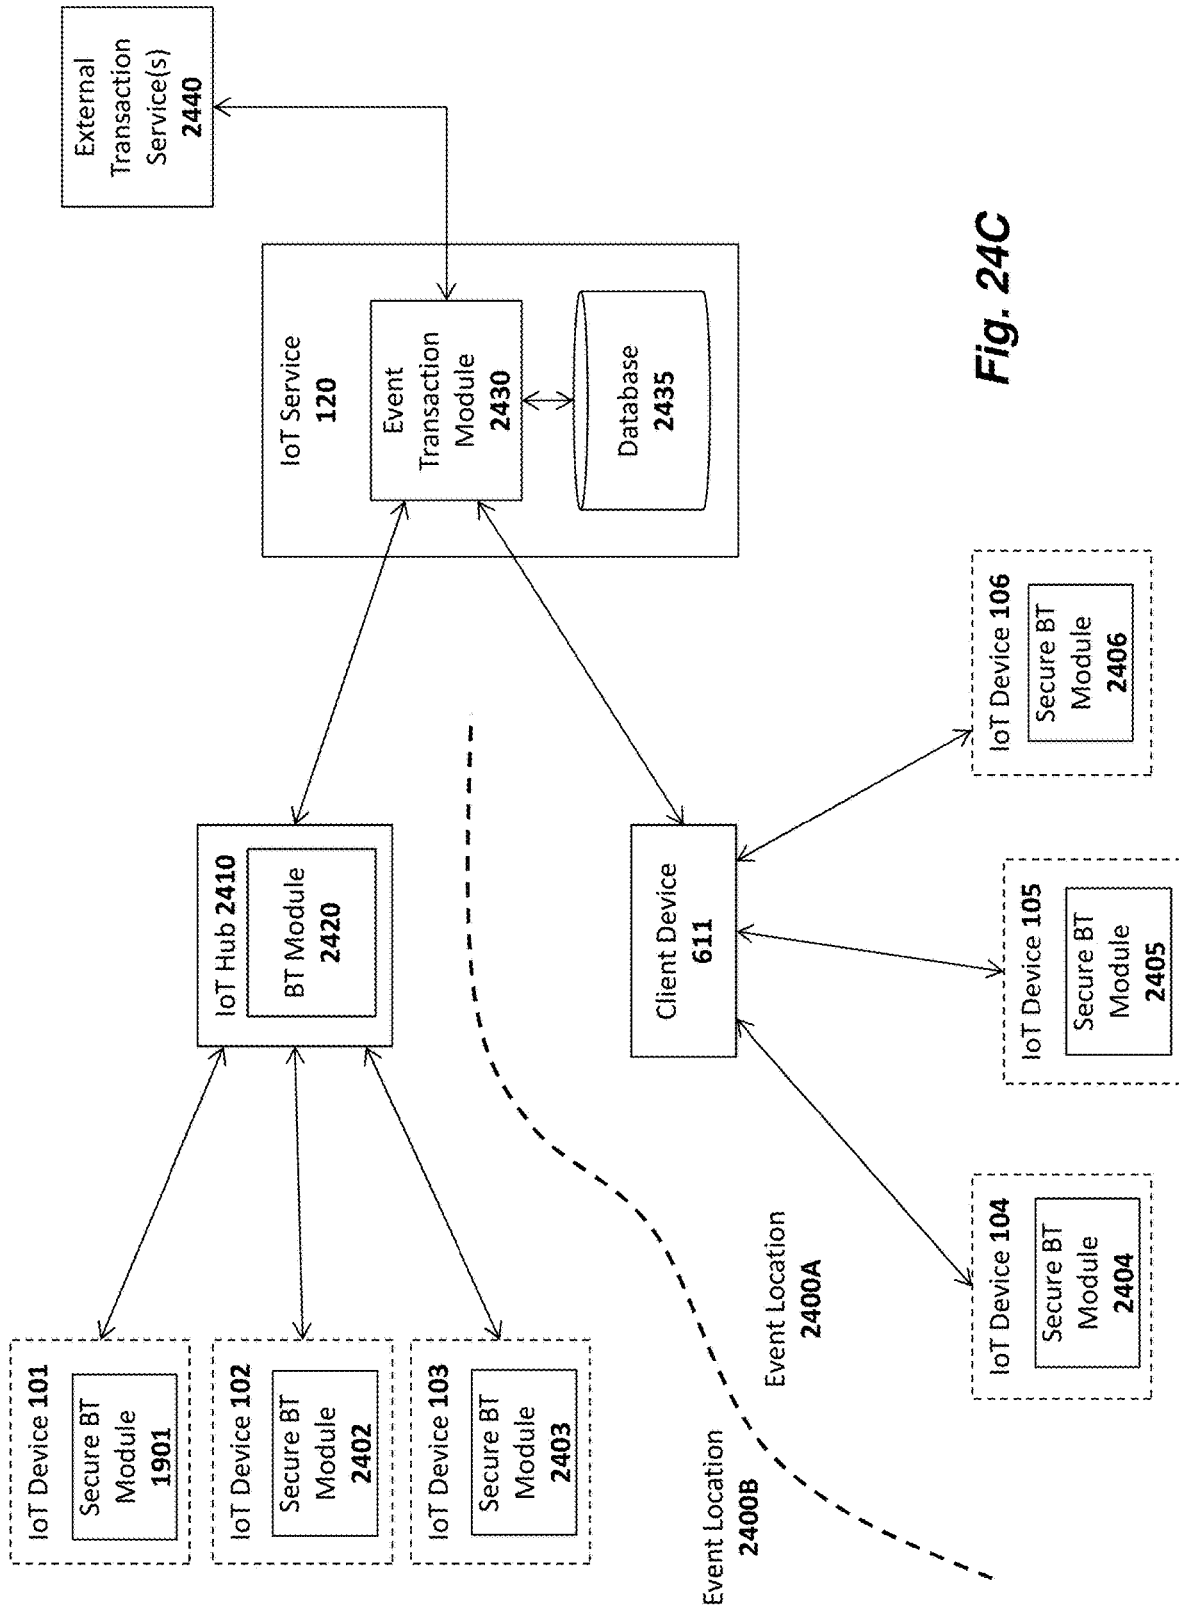 External
Transaction
Service(s)
2440
IoT Service
120
Event
Transaction
Module
2430
Database
2435
IoT Hub 2410
BT Module
2420
Client Device
611
IoT Device 101
Secure BT
Module
1901
IoT Device 102
Secure BT
Module
2402
IoT Device 103
Secure BT
Module
2403
Event Location
2400B
Event Location
2400A
IoT Device 104
Secure BT
Module
2404
IoT Device 105
Secure BT
Module
2405
IoT Device 106
Secure BT
Module
2406
Fig. 24C